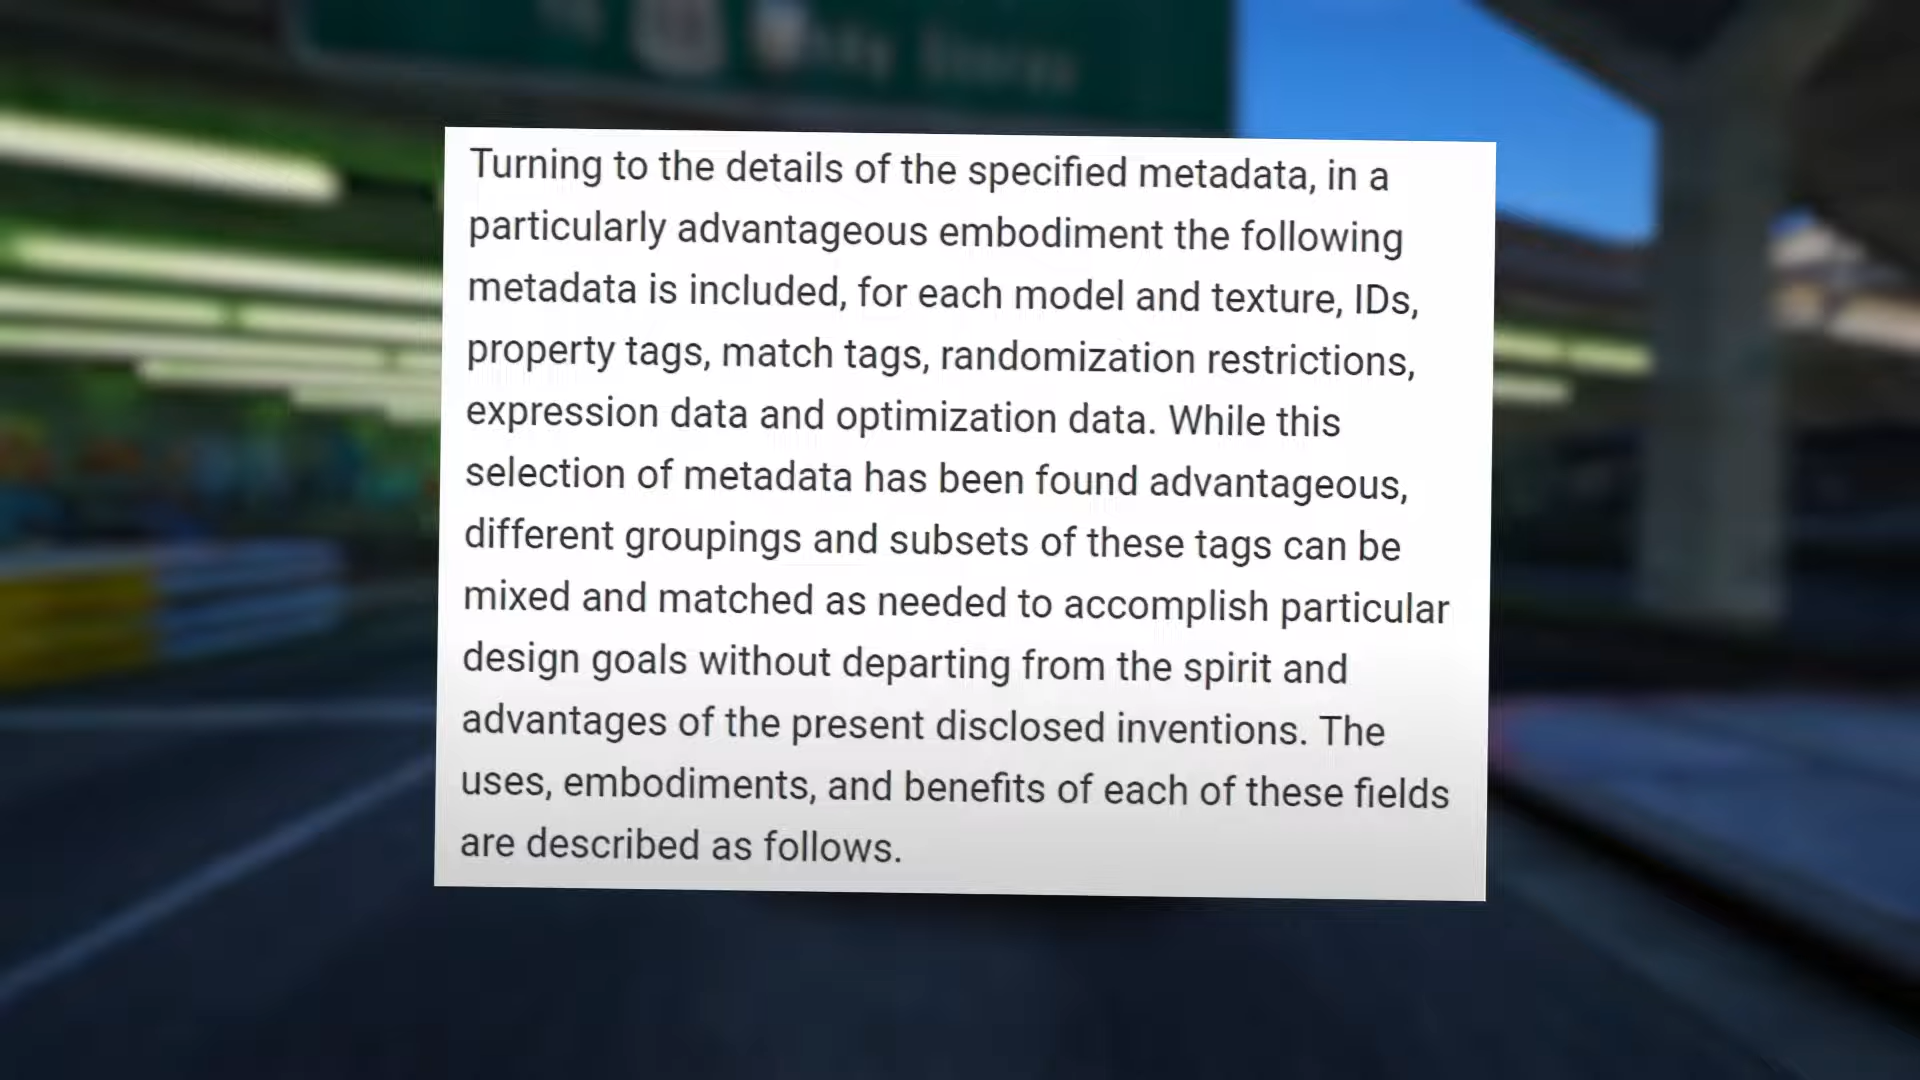 Turning to the details of the specified metadata, in a
particularly advantageous embodiment the following
metadata is included, for each model and texture, IDs,
property tags, match tags, randomization restrictions,
expression data and optimization data. While this
selection of metadata has been found advantageous,
different groupings and subsets of these tags can be
mixed and matched as needed to accomplish particular
design goals without departing from the spirit and
advantages of the present disclosed inventions. The
uses, embodiments, and benefits of each of these fields
are described as follows.